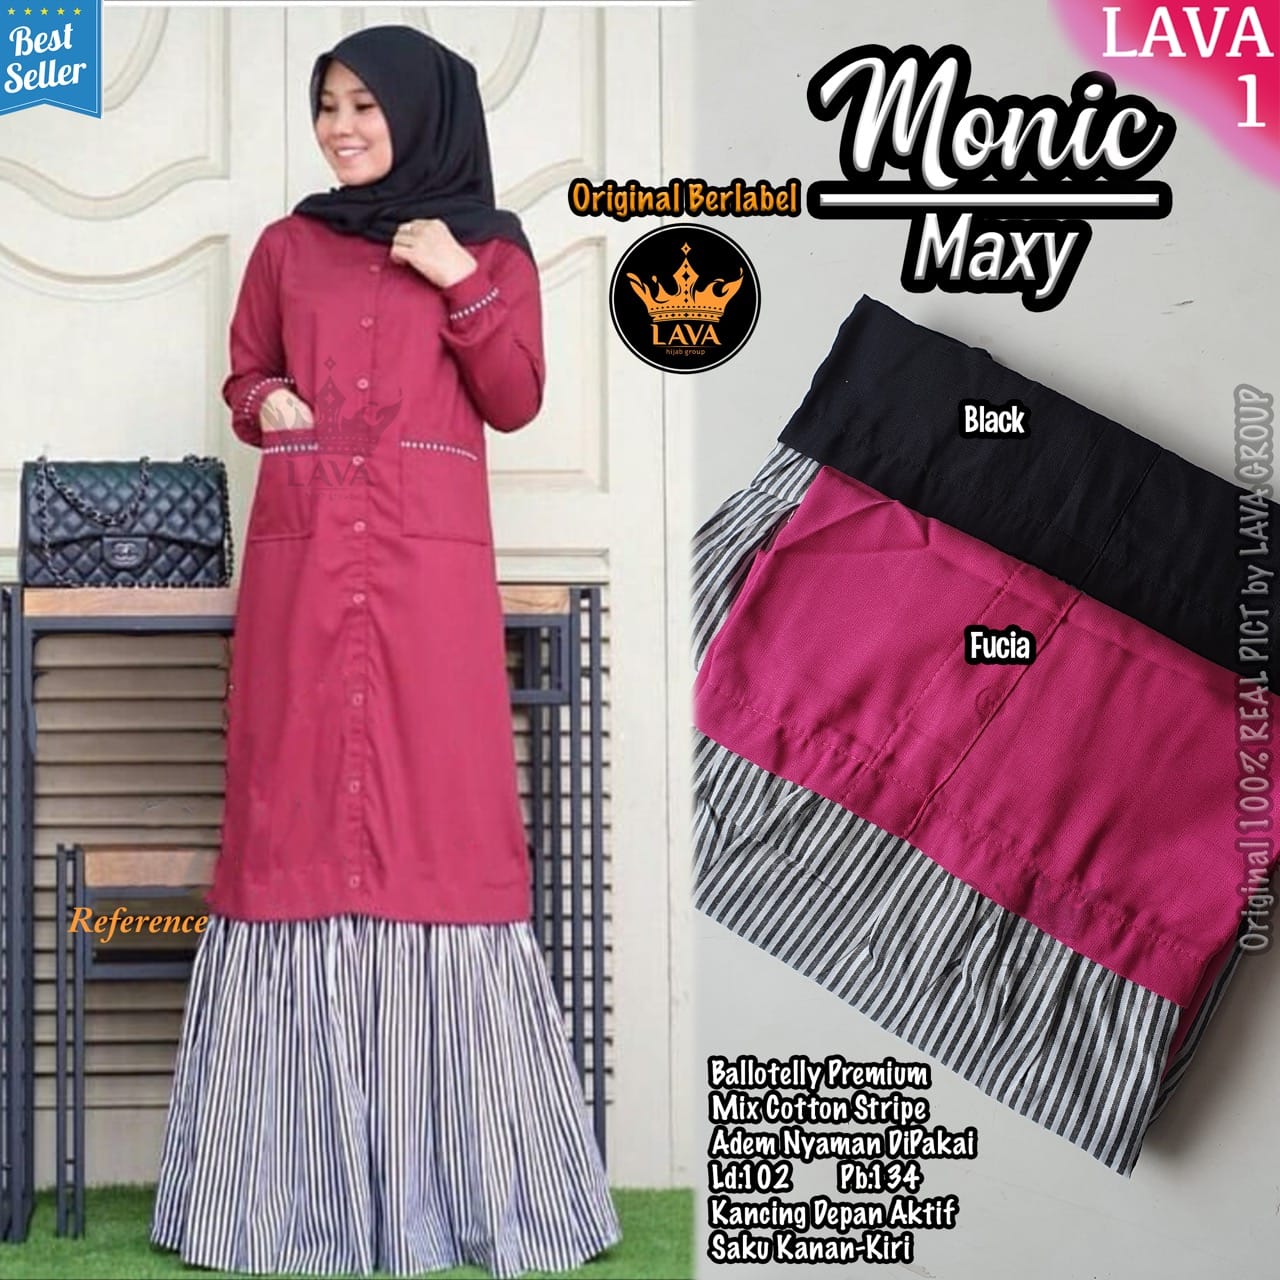 Best
Seller
LAVA
1
Monic
Maxy
Original Berlabel
LAVA
hijab group
LAVA
Black
Fucia
Reference
Original 100% REAL PICT by LAVA GROUP
Ballotelly Premium
Mix Cotton Stripe
Adem Nyaman DiPakai
Ld:102 Pb:134
Kancing Depan Aktif
Saku Kanan-Kiri